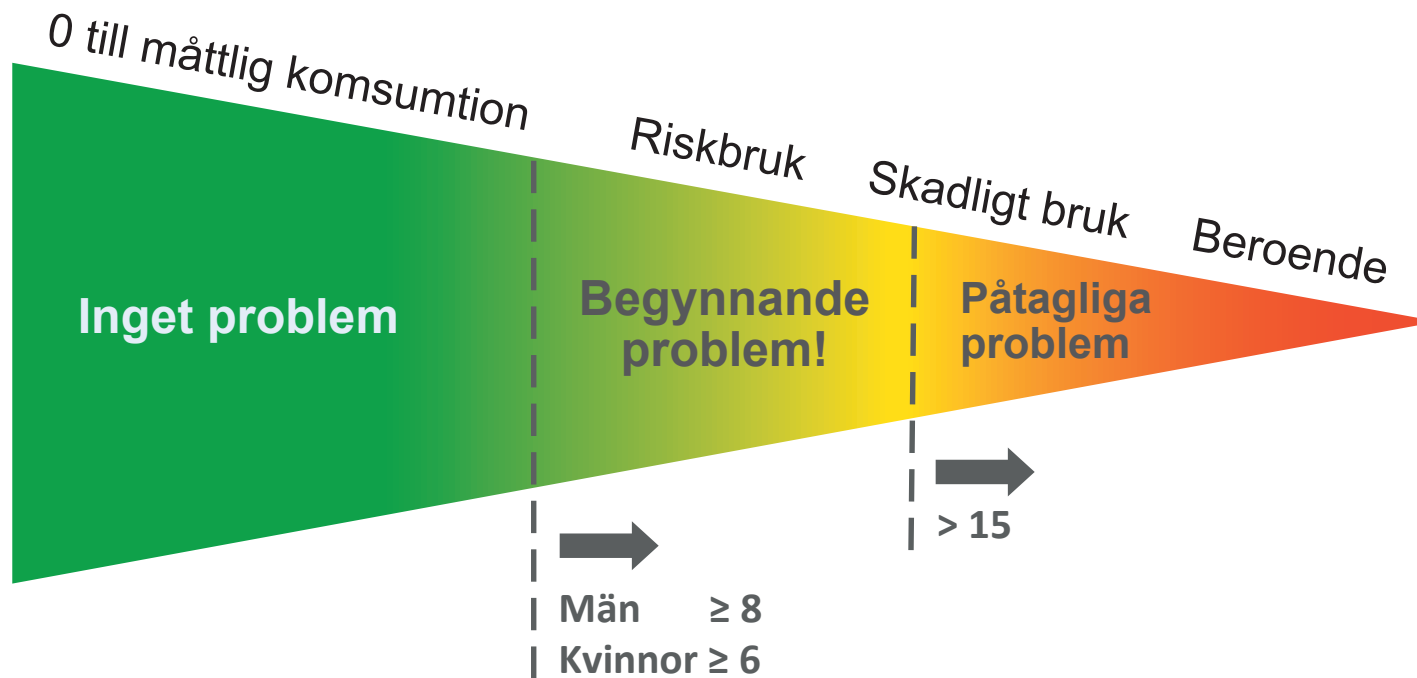 0 till måttlig komsumtion
Riskbruk
Skadligt bruk
Beroende
Inget problem
Begynnande
problem!
Påtagliga
problem
> 15
Män ≥ 8
Kvinnor ≥ 6